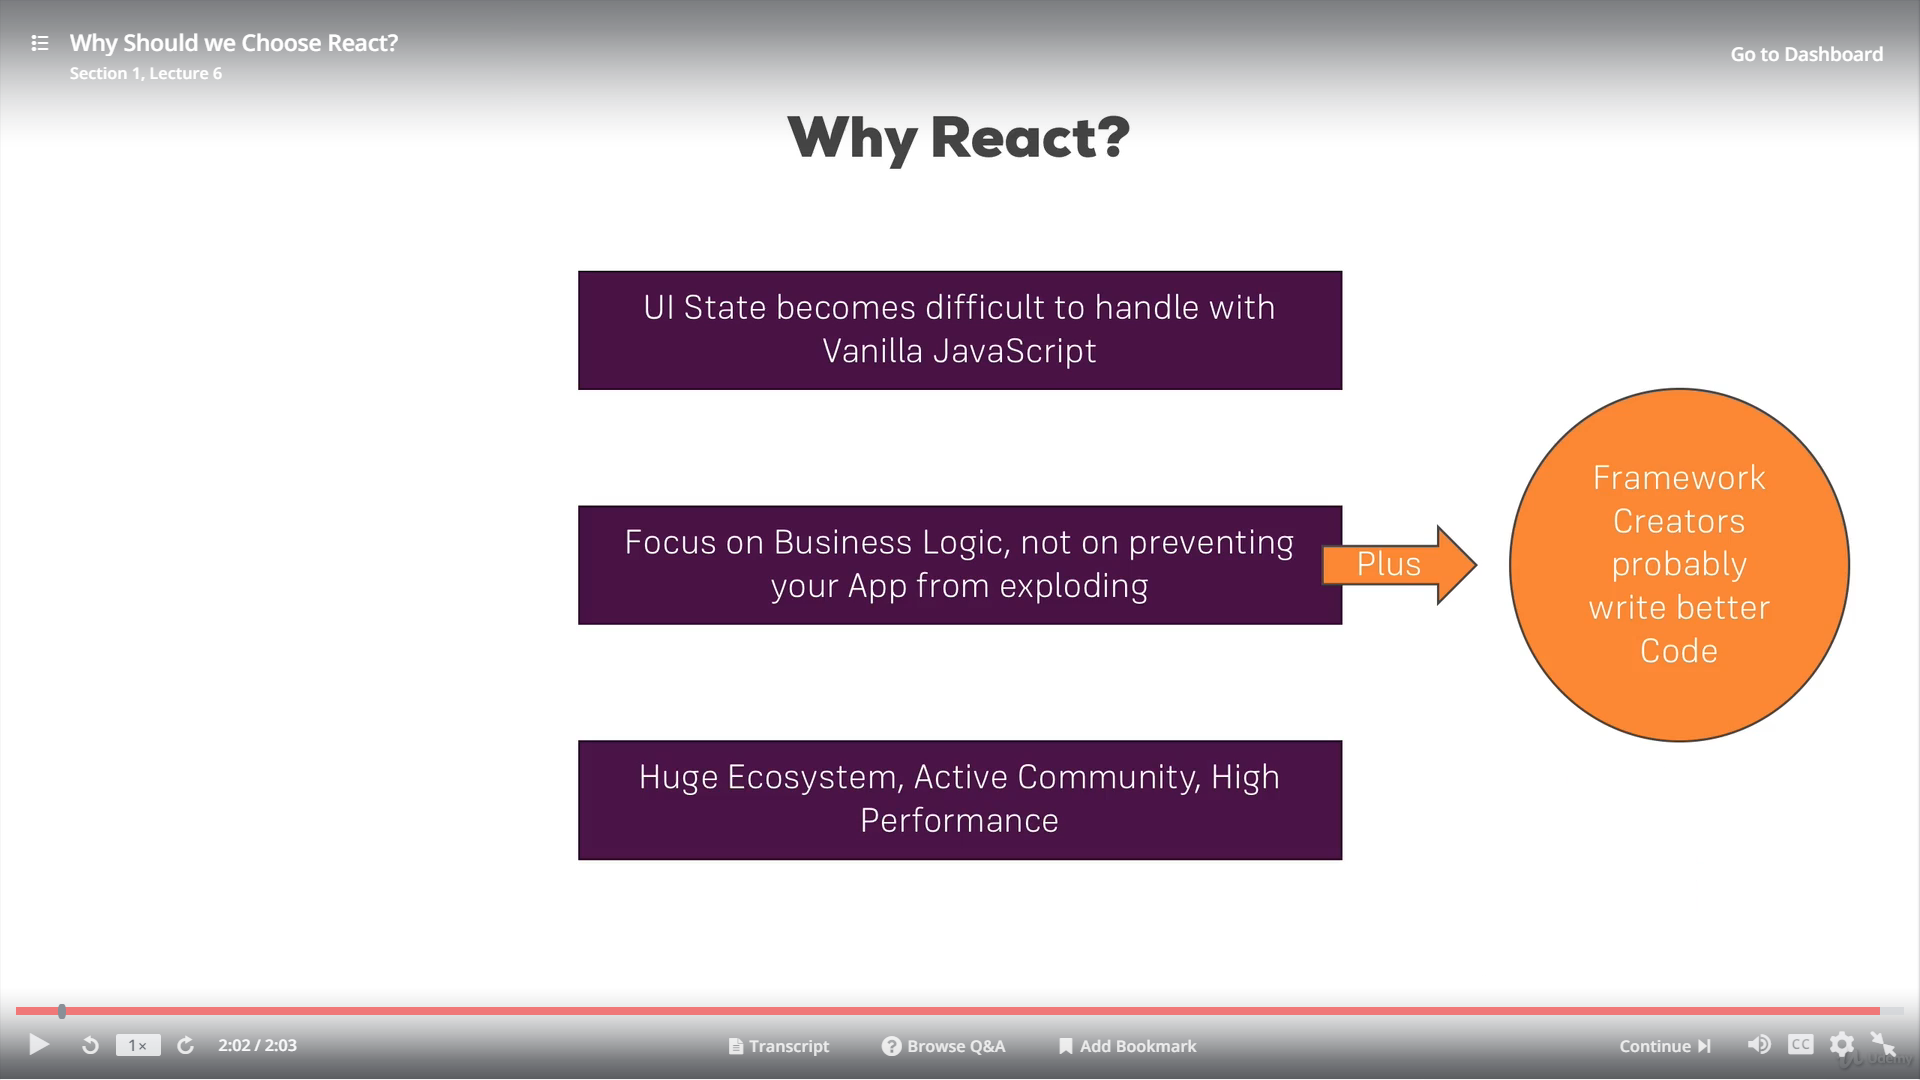 Why Should we Choose React?
Section 1, Lecture 6
Go to Dashboard
Why React?
UI State becomes difficult to handle with
Vanilla JavaScript
Focus on Business Logic, not on preventing
your App from exploding
Plus
Framework
Creators
probably
write better
Code
Huge Ecosystem, Active Community, High
Performance
1×
2:02 / 2:03
Transcript
? Browse Q&A
Add Bookmark
Continue
CC
Udemy